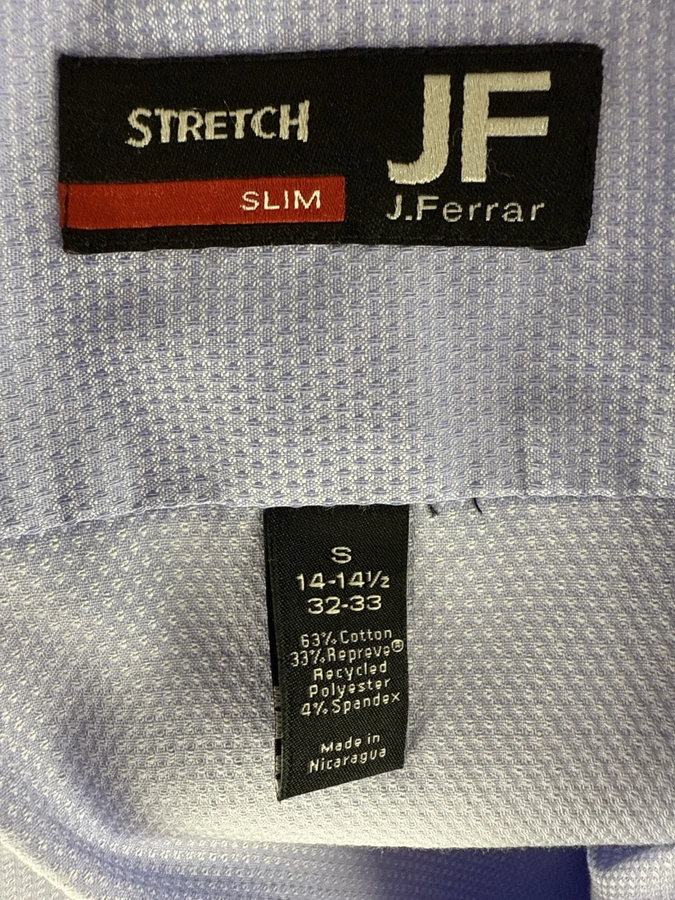 STRETCH
SLIM
JF
J.Ferrar
S
14-14½
32-33
63% Cotton
33% Repreve®
Recycled
Polyester
4% Spandex
Made in
Nicaragua